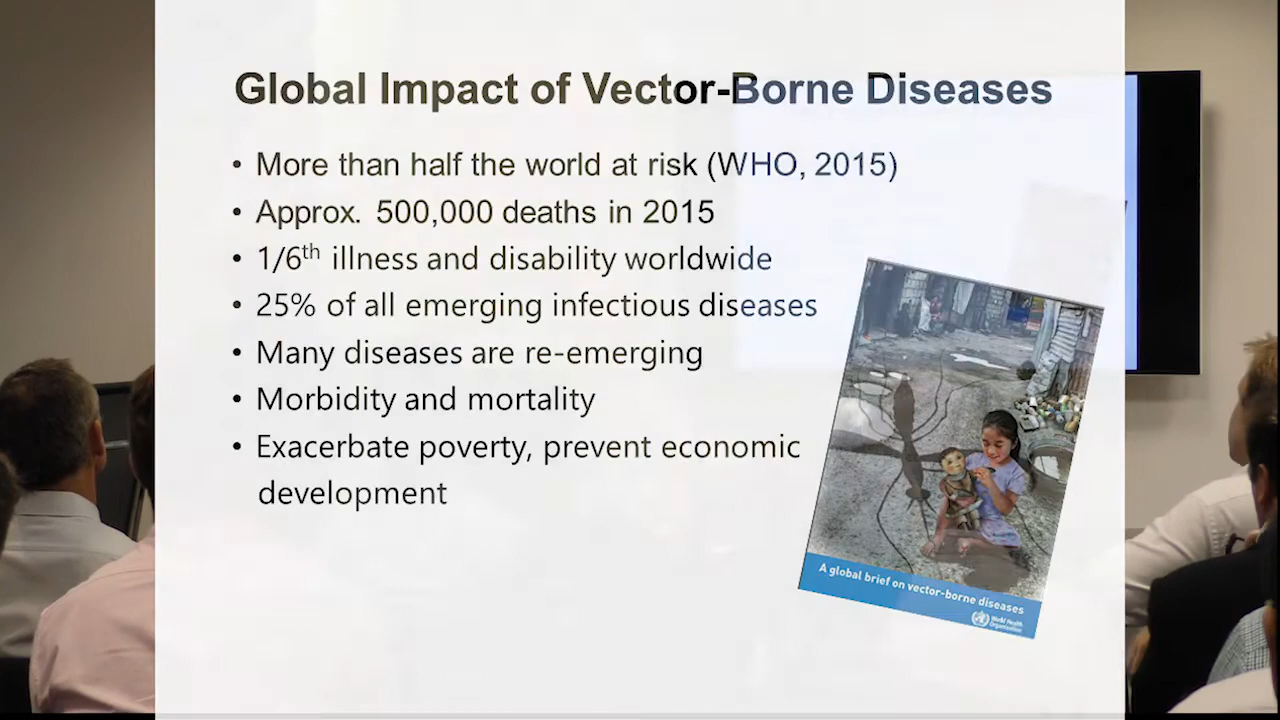 Global Impact of Vector-Borne Diseases
• More than half the world at risk (WHO, 2015)
• Approx. 500,000 deaths in 2015
• 1/6th illness and disability worldwide
• 25% of all emerging infectious diseases
• Many diseases are re-emerging
• Morbidity and mortality
• Exacerbate poverty, prevent economic
development
A global brief on vector-borne diseases
World Health
Organization